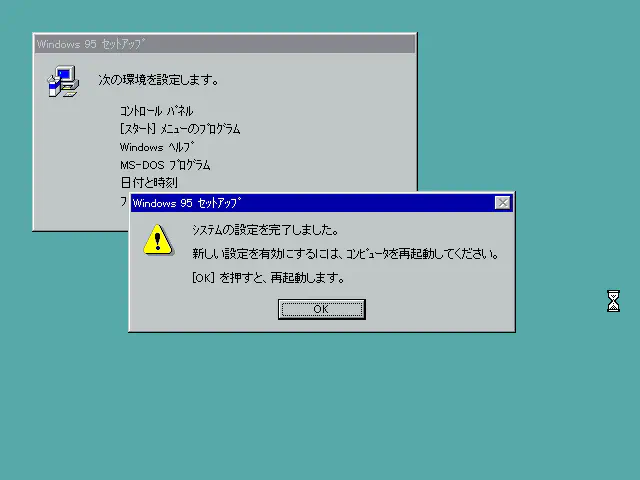 Windows 95 ｾｯﾄｱｯﾌﾟ
次の環境を設定します。
ｺﾝﾄﾛｰﾙ ﾊﾟﾈﾙ
[ｽﾀｰﾄ] ﾒﾆｭｰのﾌﾟﾛｸﾞﾗﾑ
Windows ﾍﾙﾌﾟ
MS-DOS ﾌﾟﾛｸﾞﾗﾑ
日付と時刻
Windows 95 ｾｯﾄｱｯﾌﾟ
ｼｽﾃﾑの設定を完了しました。
新しい設定を有効にするには、ｺﾝﾋﾟｭｰﾀを再起動してください。
[OK] を押すと、再起動します。
OK